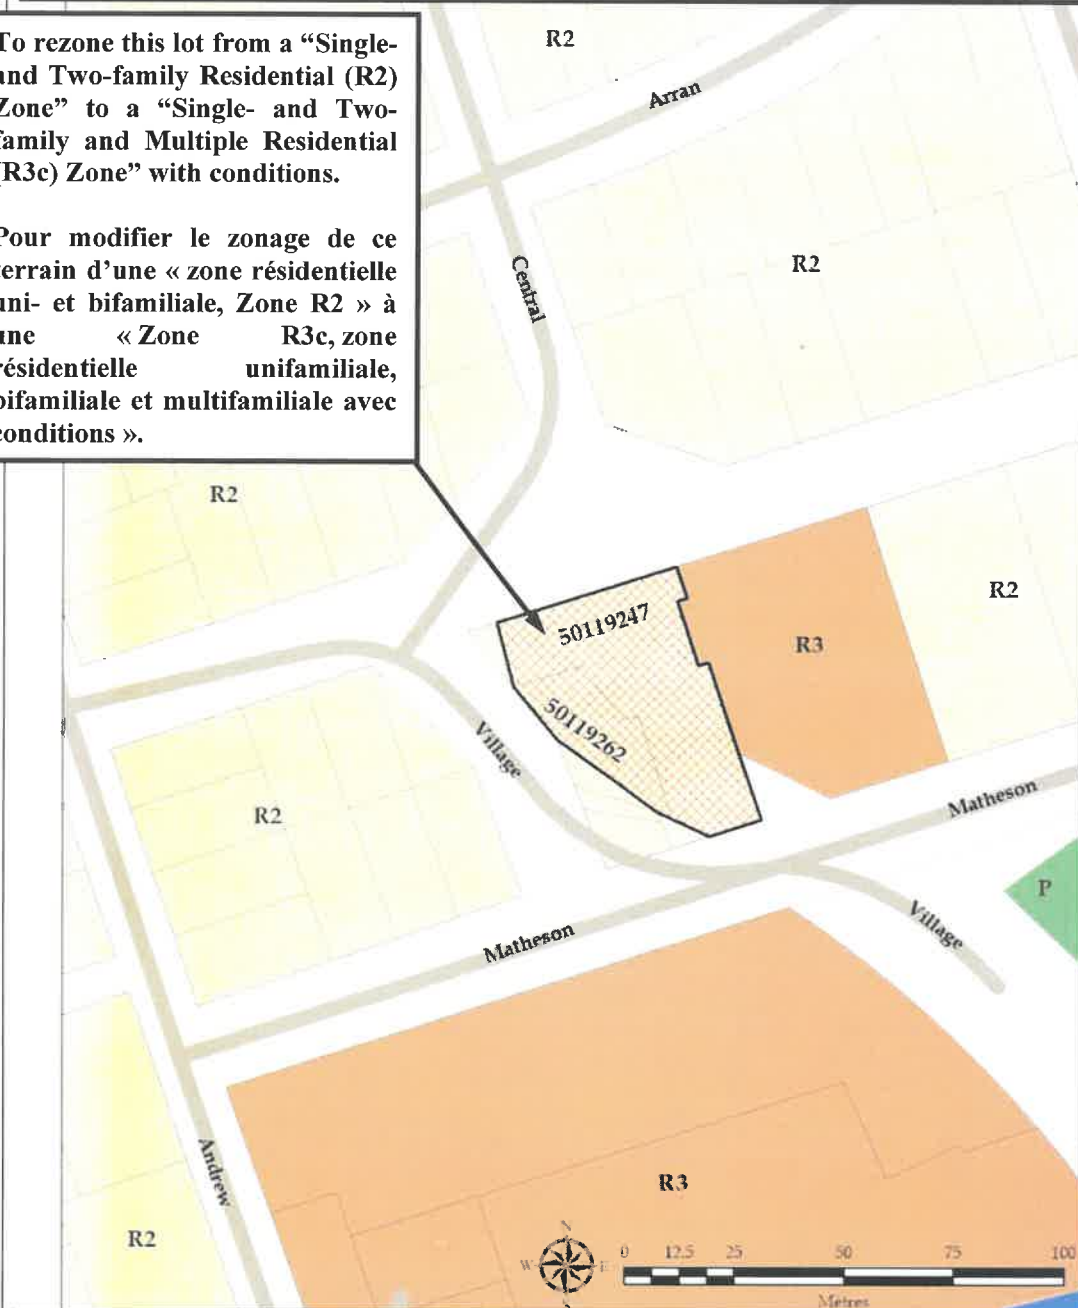 To rezone this lot from a “Single-
and Two-family Residential (R2)
Zone” to a “Single- and Two-
family and Multiple Residential
(R3c) Zone” with conditions.
Pour modifier le zonage de ce
terrain d’une « zone résidentielle
uni- et bifamiliale, Zone R2 » à
une « Zone R3c, zone
résidentielle unifamiliale,
bifamiliale et multifamiliale avec
conditions ».
R2
Arran
R2
Central
R2
R2
50119247
R3
50119262
Village
R2
Matheson
P
Village
Matheson
Andrew
R3
R2
N
W E
0 12.5 25 50 75 100
Metres